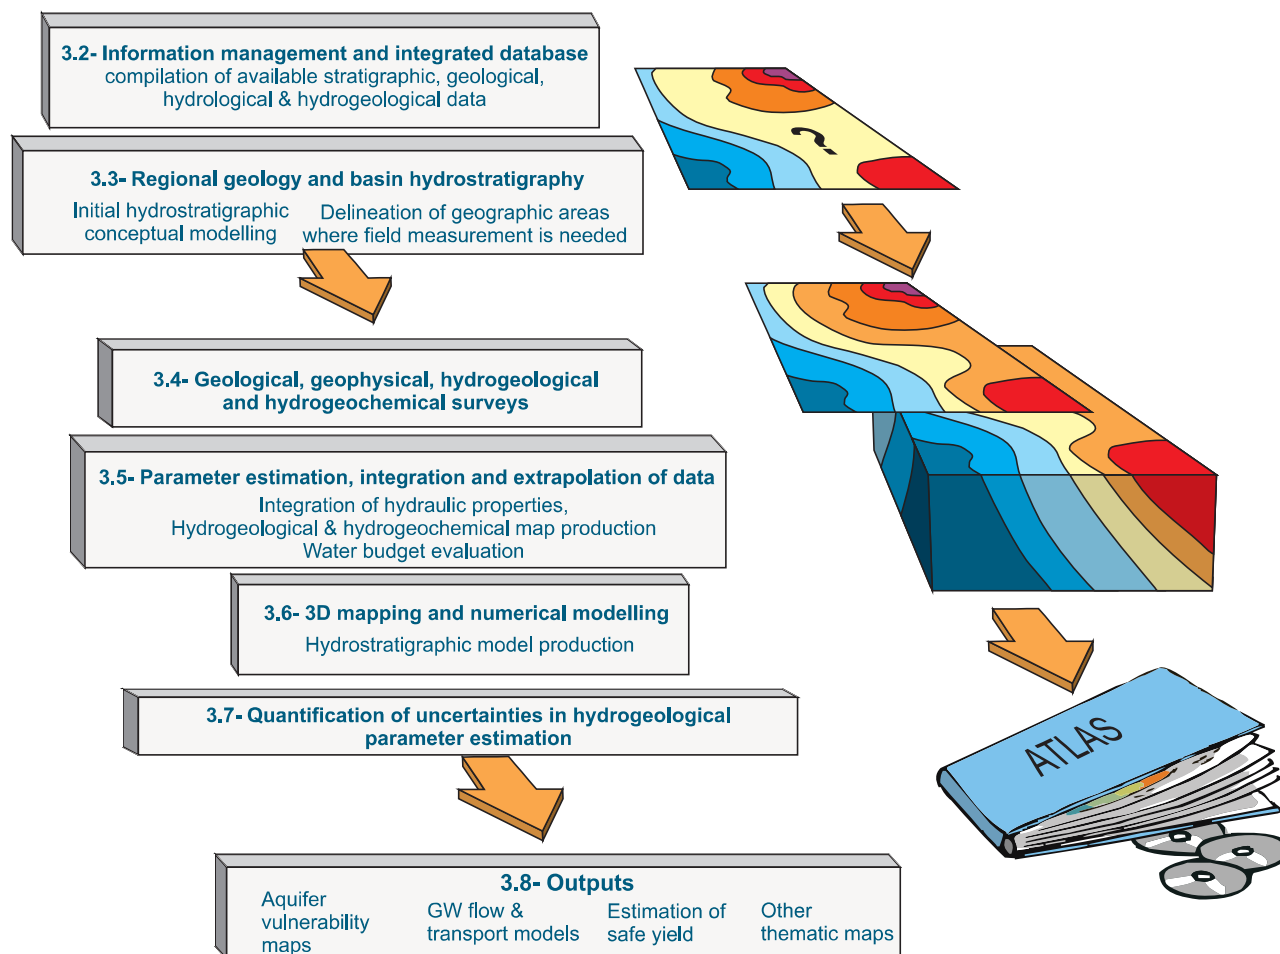 3.2- Information management and integrated database
compilation of available stratigraphic, geological,
hydrological & hydrogeological data
3.3- Regional geology and basin hydrostratigraphy
Initial hydrostratigraphic
conceptual modelling
Delineation of geographic areas
where field measurement is needed
?
3.4- Geological, geophysical, hydrogeological
and hydrogeochemical surveys
3.5- Parameter estimation, integration and extrapolation of data
Integration of hydraulic properties,
Hydrogeological & hydrogeochemical map production
Water budget evaluation
3.6- 3D mapping and numerical modelling
Hydrostratigraphic model production
3.7- Quantification of uncertainties in hydrogeological
parameter estimation
ATLAS
3.8- Outputs
Aquifer
vulnerability
maps
GW flow &
transport models
Estimation of
safe yield
Other
thematic maps